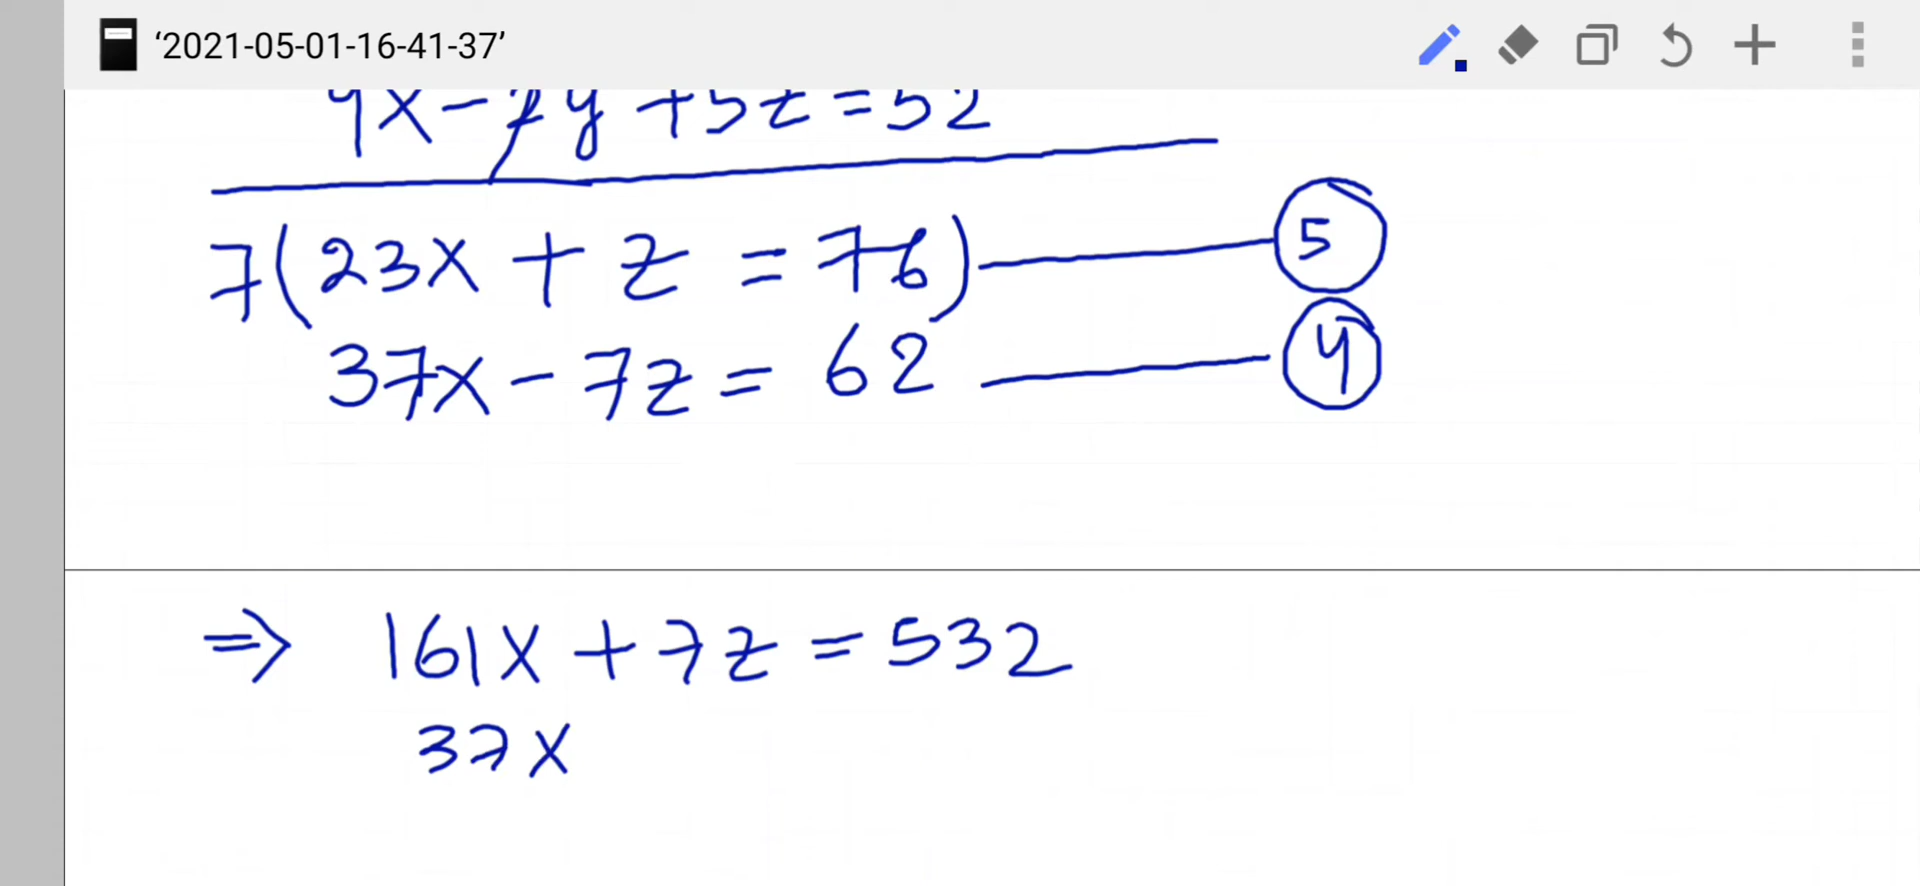 ‘2021-05-01-16-41-37’
4x-7y+5z=52
7(23x+z=76) 5
37x-7z=62 4
⇒ 161x+7z=532
37x